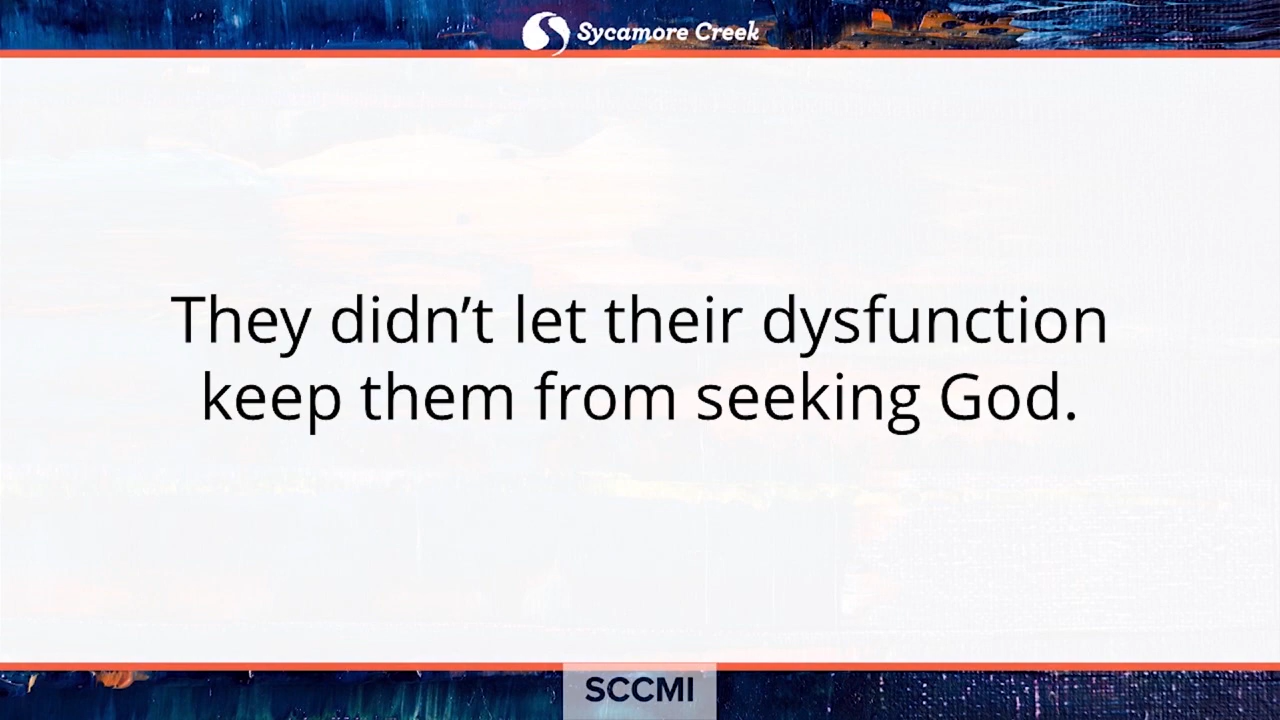 Sycamore Creek
They didn’t let their dysfunction
keep them from seeking God.
SCCMI